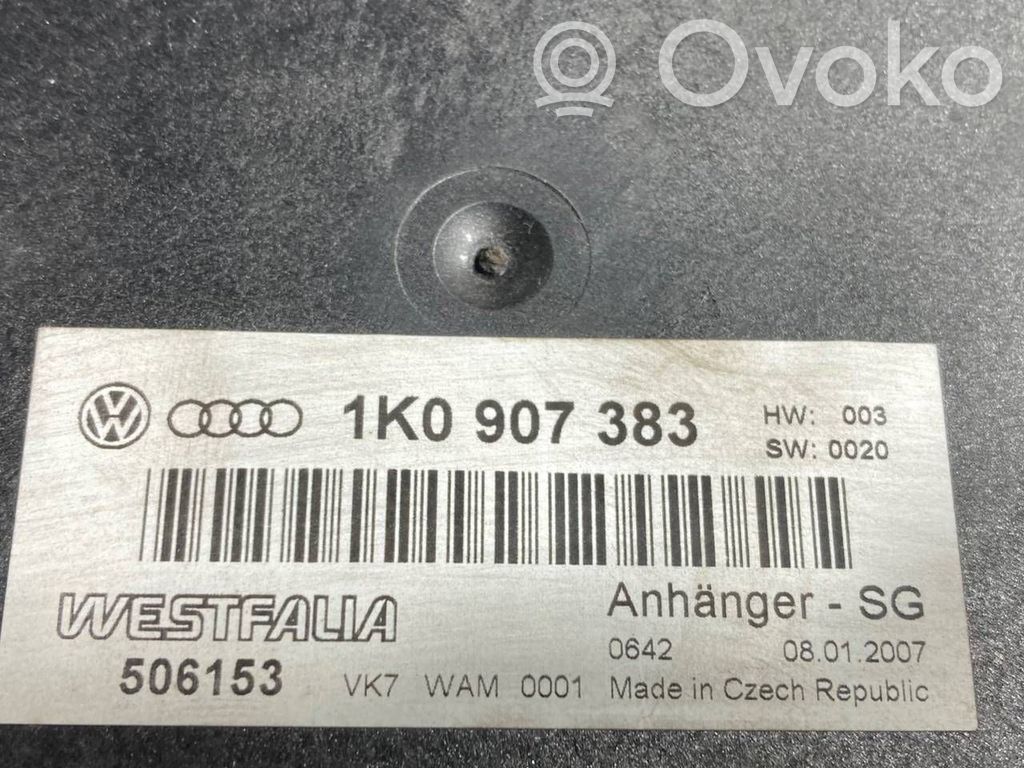 Ovoko
1K0 907 383 HW: 003
SW: 0020
WESTFALIA Anhänger - SG
506153 0642 08.01.2007
VK7 WAM 0001 Made in Czech Republic